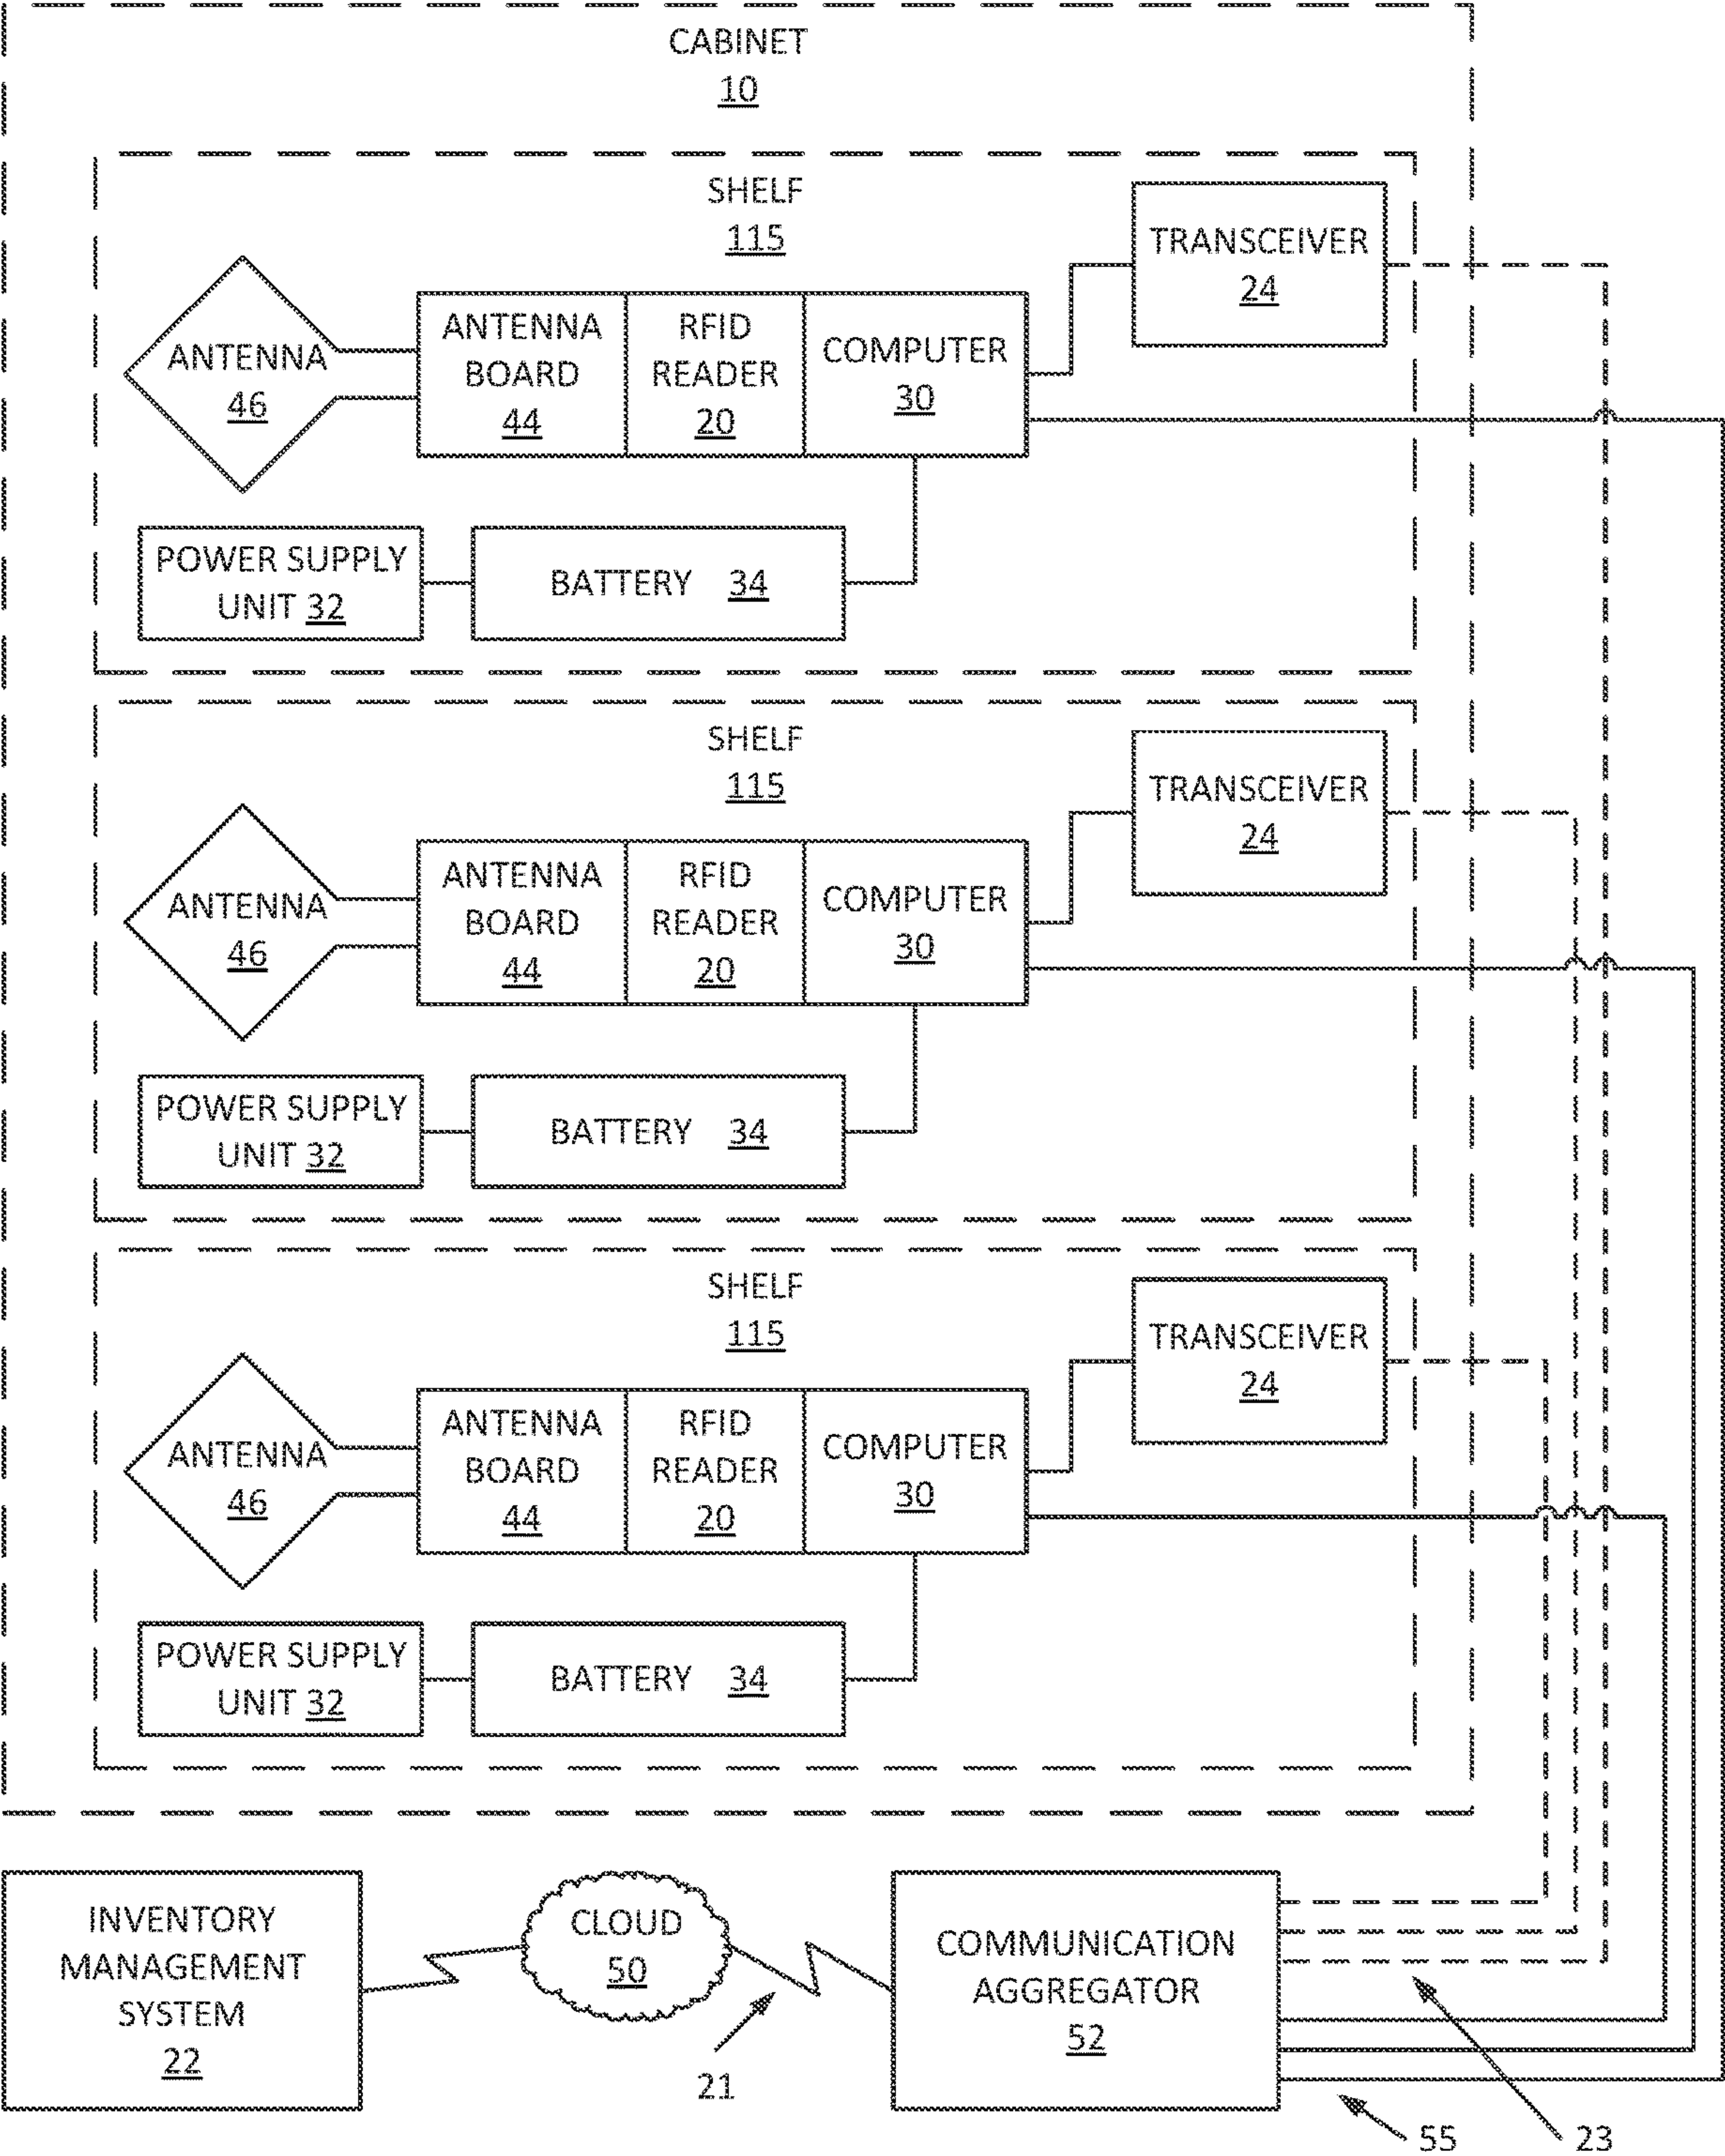 CABINET
10
SHELF
115
TRANSCEIVER
24
ANTENNA
46
ANTENNA
BOARD
44
RFID
READER
20
COMPUTER
30
POWER SUPPLY
UNIT 32
BATTERY 34
SHELF
115
TRANSCEIVER
24
ANTENNA
46
ANTENNA
BOARD
44
RFID
READER
20
COMPUTER
30
POWER SUPPLY
UNIT 32
BATTERY 34
SHELF
115
TRANSCEIVER
24
ANTENNA
46
ANTENNA
BOARD
44
RFID
READER
20
COMPUTER
30
POWER SUPPLY
UNIT 32
BATTERY 34
INVENTORY
MANAGEMENT
SYSTEM
22
CLOUD
50
21
COMMUNICATION
AGGREGATOR
52
55
23